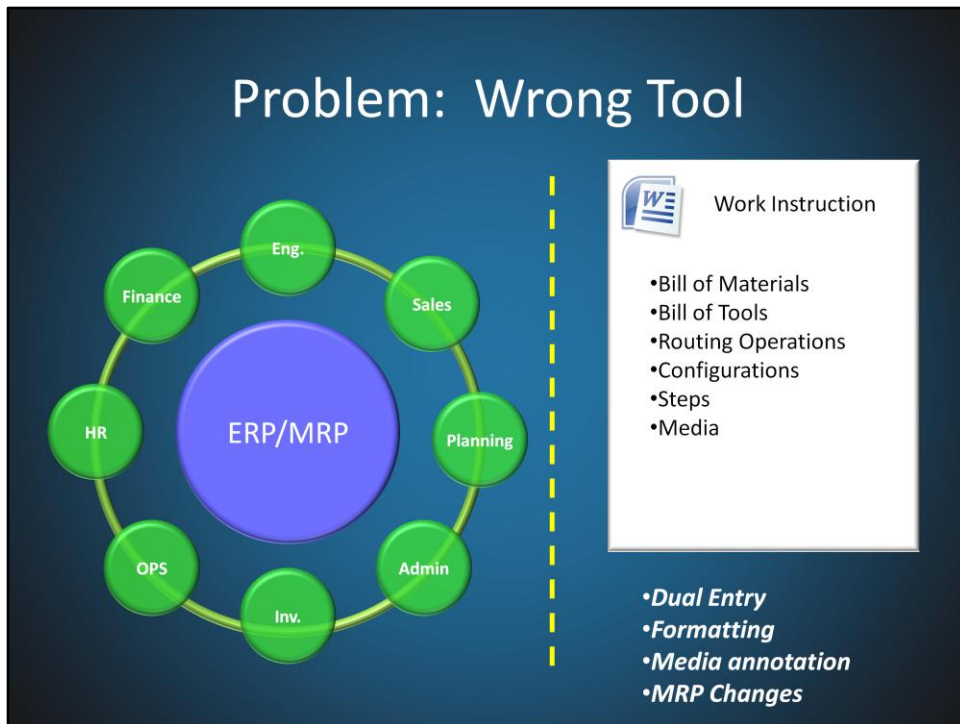 Problem: Wrong Tool
Eng.
Sales
Planning
Admin
Inv.
OPS
HR
Finance
ERP/MRP
W
Work Instruction
•Bill of Materials
•Bill of Tools
•Routing Operations
•Configurations
•Steps
•Media
•Dual Entry
•Formatting
•Media annotation
•MRP Changes